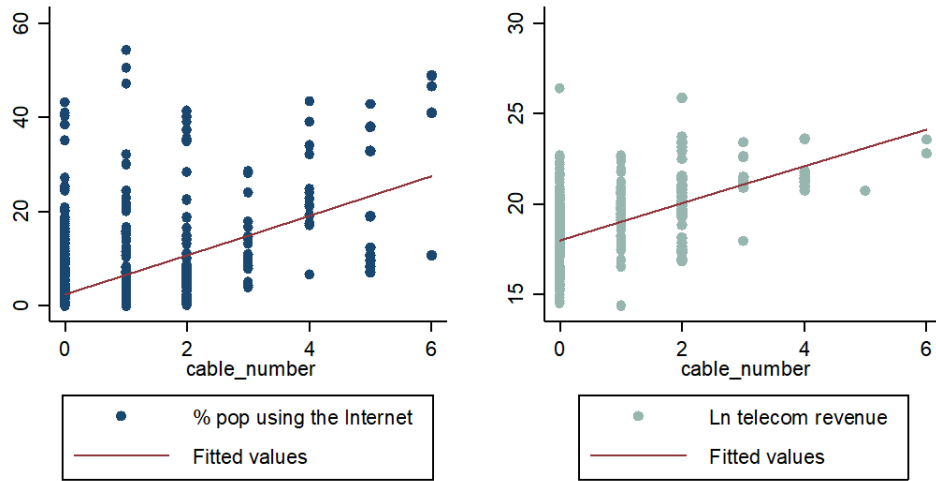 60
40
20
0
0 2 4 6
cable_number
% pop using the Internet
Fitted values
30
25
20
15
0 2 4 6
cable_number
Ln telecom revenue
Fitted values